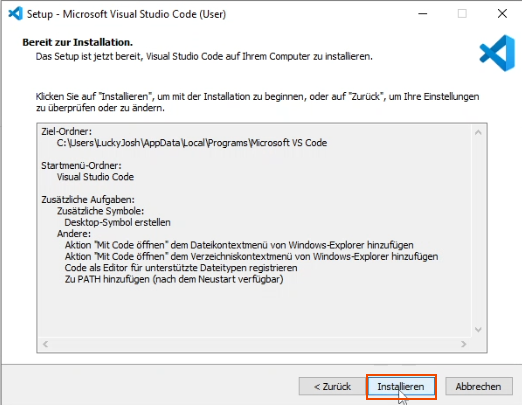 Setup - Microsoft Visual Studio Code (User)
Bereit zur Installation.
Das Setup ist jetzt bereit, Visual Studio Code auf Ihrem Computer zu installieren.
Klicken Sie auf "Installieren", um mit der Installation zu beginnen, oder auf "Zurück", um Ihre Einstellungen
zu überprüfen oder zu ändern.
Ziel-Ordner:
C:\Users\LuckyJosh\AppData\Local\Programs\Microsoft VS Code
Startmenü-Ordner:
Visual Studio Code
Zusätzliche Aufgaben:
Zusätzliche Symbole:
Desktop-Symbol erstellen
Andere:
Aktion "Mit Code öffnen" dem Dateikontextmenü von Windows-Explorer hinzufügen
Aktion "Mit Code öffnen" dem Verzeichniskontextmenü von Windows-Explorer hinzufügen
Code als Editor für unterstützte Dateitypen registrieren
Zu PATH hinzufügen (nach dem Neustart verfügbar)
< Zurück Installieren Abbrechen